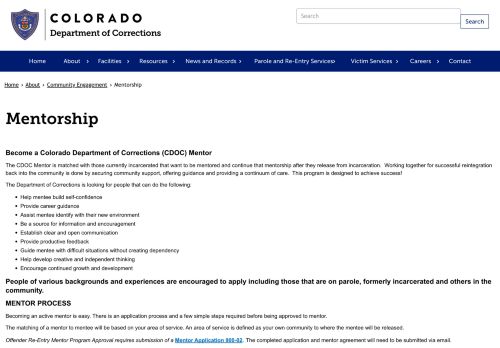 COLORADO
Department of Corrections
Search
Search
Home About Facilities Resources News and Records Parole and Re-Entry Services Victim Services Careers Contact
Home › About › Community Engagement › Mentorship
Mentorship
Become a Colorado Department of Corrections (CDOC) Mentor
The CDOC Mentor is matched with those currently incarcerated that want to be mentored and continue that mentorship after they release from incarceration. Working together for successful reintegration
back into the community is done by securing community support, offering guidance and providing a continuum of care. This program is designed to achieve success!
The Department of Corrections is looking for people that can do the following:
• Help mentee build self-confidence
• Provide career guidance
• Assist mentee identify with their new environment
• Be a source for information and encouragement
• Establish clear and open communication
• Provide productive feedback
• Guide mentee with difficult situations without creating dependency
• Help develop creative and independent thinking
• Encourage continued growth and development
People of various backgrounds and experiences are encouraged to apply including those that are on parole, formerly incarcerated and others in the
community.
MENTOR PROCESS
Becoming an active mentor is easy. There is an application process and a few simple steps required before being approved to mentor.
The matching of a mentor to mentee will be based on your area of service. An area of service is defined as your own community to where the mentee will be released.
Offender Re-Entry Mentor Program Approval requires submission of a Mentor Application 900-02. The completed application and mentor agreement will need to be submitted via email.